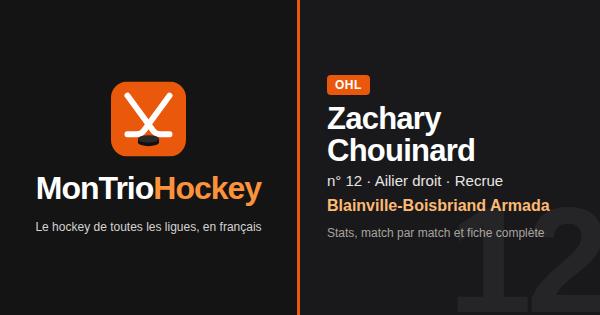 MonTrioHockey
Le hockey de toutes les ligues, en français
OHL
Zachary
Chouinard
n° 12 · Ailier droit · Recrue
Blainville-Boisbriand Armada
Stats, match par match et fiche complète
12